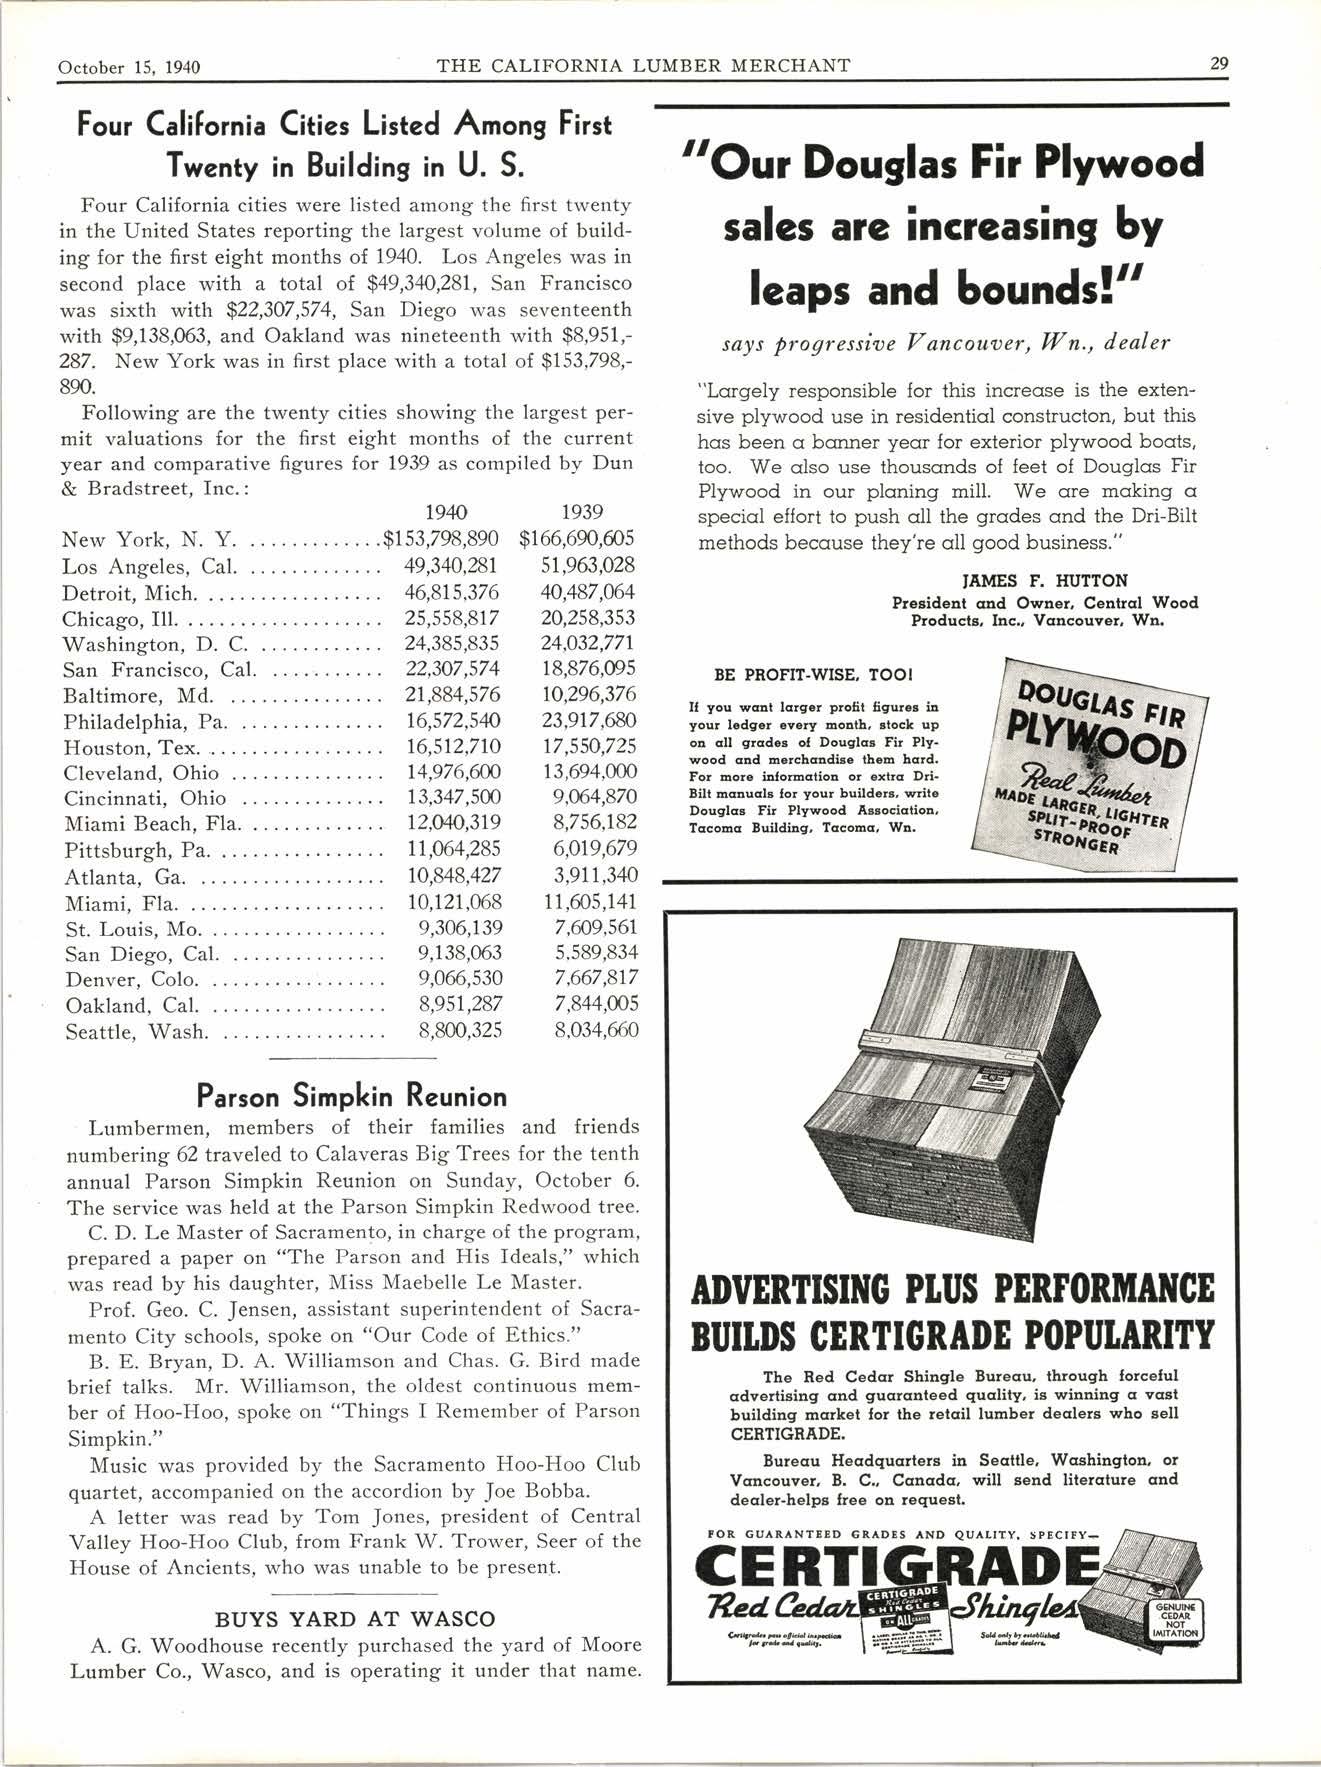 October 15, 1940
THE CALIFORNIA LUMBER MERCHANT
29
Four California Cities Listed Among First
Twenty in Building in U. S.
Four California cities were listed among the first twenty
in the United States reporting the largest volume of build-
ing for the first eight months of 1940. Los Angeles was in
second place with a total of $49,340,281, San Francisco
was sixth with $22,307,574, San Diego was seventeenth
with $9,138,063, and Oakland was nineteenth with $8,951,-
287. New York was in first place with a total of $153,798,-
890.
Following are the twenty cities showing the largest per-
mit valuations for the first eight months of the current
year and comparative figures for 1939 as compiled by Dun
& Bradstreet, Inc.:
1940 1939
New York, N. Y. .............$153,798,890 $166,690,605
Los Angeles, Cal. ............. 49,340,281 51,963,028
Detroit, Mich. ................. 46,815,376 40,487,064
Chicago, Ill. ................... 25,558,817 20,258,353
Washington, D. C. ............ 24,385,835 24,032,771
San Francisco, Cal. ........... 22,307,574 18,876,095
Baltimore, Md. ............... 21,884,576 10,296,376
Philadelphia, Pa. .............. 16,572,540 23,917,680
Houston, Tex. ................. 16,512,710 17,550,725
Cleveland, Ohio ............... 14,976,600 13,694,000
Cincinnati, Ohio .............. 13,347,500 9,064,870
Miami Beach, Fla. ............. 12,040,319 8,756,182
Pittsburgh, Pa. ................ 11,064,285 6,019,679
Atlanta, Ga. .................. 10,848,427 3,911,340
Miami, Fla. ................... 10,121,068 11,605,141
St. Louis, Mo. ................. 9,306,139 7,609,561
San Diego, Cal. ............... 9,138,063 5,589,834
Denver, Colo. ................. 9,066,530 7,667,817
Oakland, Cal. ................. 8,951,287 7,844,005
Seattle, Wash. ................ 8,800,325 8,034,660
Parson Simpkin Reunion
Lumbermen, members of their families and friends
numbering 62 traveled to Calaveras Big Trees for the tenth
annual Parson Simpkin Reunion on Sunday, October 6.
The service was held at the Parson Simpkin Redwood tree.
C. D. Le Master of Sacramento, in charge of the program,
prepared a paper on "The Parson and His Ideals," which
was read by his daughter, Miss Maebelle Le Master.
Prof. Geo. C. Jensen, assistant superintendent of Sacra-
mento City schools, spoke on "Our Code of Ethics."
B. E. Bryan, D. A. Williamson and Chas. G. Bird made
brief talks. Mr. Williamson, the oldest continuous mem-
ber of Hoo-Hoo, spoke on "Things I Remember of Parson
Simpkin."
Music was provided by the Sacramento Hoo-Hoo Club
quartet, accompanied on the accordion by Joe Bobba.
A letter was read by Tom Jones, president of Central
Valley Hoo-Hoo Club, from Frank W. Trower, Seer of the
House of Ancients, who was unable to be present.
BUYS YARD AT WASCO
A. G. Woodhouse recently purchased the yard of Moore
Lumber Co., Wasco, and is operating it under that name.
"Our Douglas Fir Plywood
sales are increasing by
leaps and bounds!"
says progressive Vancouver, Wn., dealer
"Largely responsible for this increase is the exten-
sive plywood use in residential constructon, but this
has been a banner year for exterior plywood boats,
too. We also use thousands of feet of Douglas Fir
Plywood in our planing mill. We are making a
special effort to push all the grades and the Dri-Bilt
methods because they're all good business."
JAMES F. HUTTON
President and Owner, Central Wood
Products, Inc., Vancouver, Wn.
BE PROFIT-WISE, TOO!
If you want larger profit figures in
your ledger every month, stock up
on all grades of Douglas Fir Ply-
wood and merchandise them hard.
For more information or extra Dri-
Bilt manuals for your builders, write
Douglas Fir Plywood Association,
Tacoma Building, Tacoma, Wn.
DOUGLAS FIR
PLYWOOD
Real Lumber
MADE LARGER, LIGHTER
SPLIT-PROOF
STRONGER
ADVERTISING PLUS PERFORMANCE
BUILDS CERTIGRADE POPULARITY
The Red Cedar Shingle Bureau, through forceful
advertising and guaranteed quality, is winning a vast
building market for the retail lumber dealers who sell
CERTIGRADE.
Bureau Headquarters in Seattle, Washington, or
Vancouver, B. C., Canada, will send literature and
dealer-helps free on request.
FOR GUARANTEED GRADES AND QUALITY, SPECIFY—
CERTIGRADE
Red Cedar Shingles
CERTIGRADE
Red Cedar
SHINGLES
ON ALL GRADES
Certigrades pass official inspection
for grade and quality.
Sold only by established
lumber dealers.
GENUINE
CEDAR
NOT
IMITATION